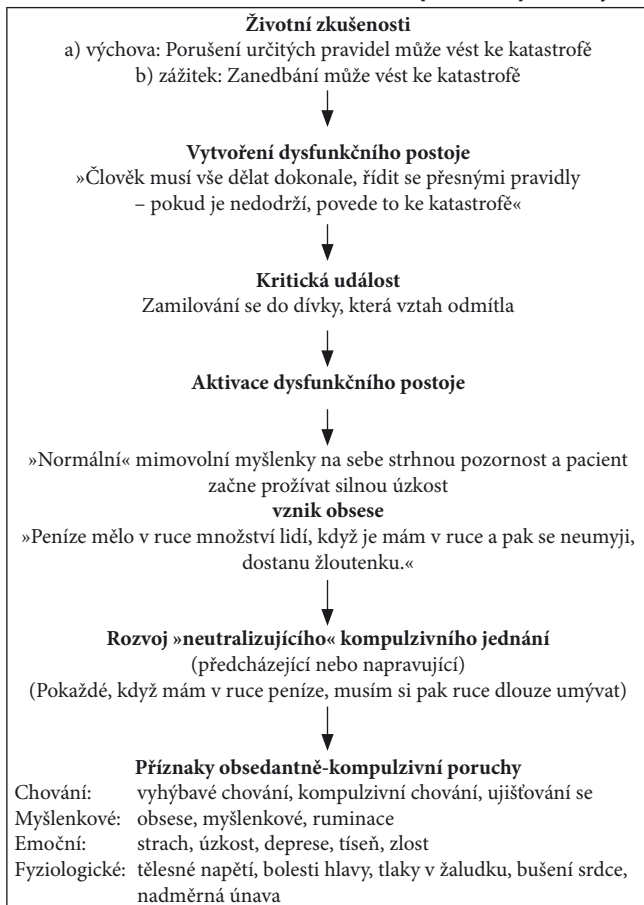 Životní zkušenosti
a) výchova: Porušení určitých pravidel může vést ke katastrofě
b) zážitek: Zanedbání může vést ke katastrofě
Vytvoření dysfunkčního postoje
»Člověk musí vše dělat dokonale, řídit se přesnými pravidly
– pokud je nedodrží, povede to ke katastrofě«
Kritická událost
Zamilování se do dívky, která vztah odmítla
Aktivace dysfunkčního postoje
»Normální« mimovolní myšlenky na sebe strhnou pozornost a pacient
začne prožívat silnou úzkost
vznik obsese
»Peníze mělo v ruce množství lidí, když je mám v ruce a pak se neumyji,
dostanu žloutenku.«
Rozvoj »neutralizujícího« kompulzivního jednání
(předcházející nebo napravující)
(Pokaždé, když mám v ruce peníze, musím si pak ruce dlouze umývat)
Příznaky obsedantně-kompulzivní poruchy
Chování: vyhýbavé chování, kompulzivní chování, ujišťování se
Myšlenkové: obsese, myšlenkové, ruminace
Emoční: strach, úzkost, deprese, tíseň, zlost
Fyziologické: tělesné napětí, bolesti hlavy, tlaky v žaludku, bušení srdce,
nadměrná únava